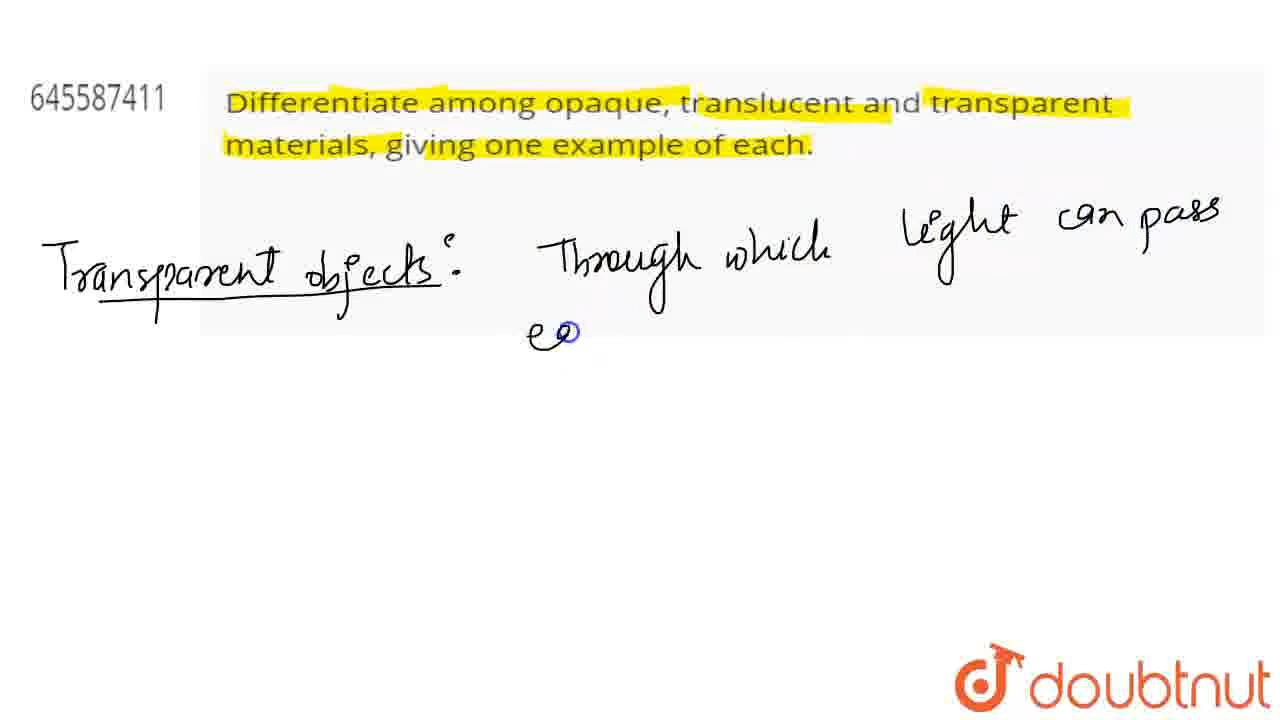 645587411
Differentiate among opaque, translucent and transparent
materials, giving one example of each.
Transparent objects: Through which light can pass
doubtnut